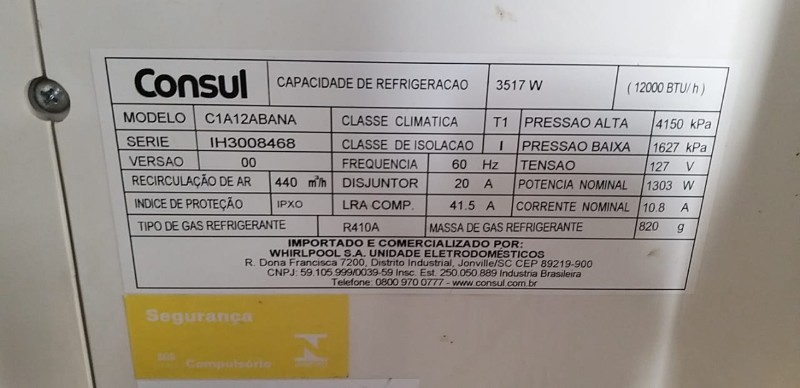 Consul CAPACIDADE DE REFRIGERACAO 3517 W ( 12000 BTU/ h )
MODELO C1A12ABANA CLASSE CLIMATICA T1 PRESSAO ALTA 4150 kPa
SERIE IH3008468 CLASSE DE ISOLACAO I PRESSAO BAIXA 1627 kPa
VERSAO 00 FREQUENCIA 60 Hz TENSAO 127 V
RECIRCULAÇÃO DE AR 440 m³/h DISJUNTOR 20 A POTENCIA NOMINAL 1303 W
INDICE DE PROTEÇÃO IPXO LRA COMP. 41.5 A CORRENTE NOMINAL 10.8 A
TIPO DE GAS REFRIGERANTE R410A MASSA DE GAS REFRIGERANTE 820 g
IMPORTADO E COMERCIALIZADO POR:
WHIRLPOOL S.A. UNIDADE ELETRODOMÉSTICOS
R. Dona Francisca 7200, Distrito Industrial, Jonville/SC CEP 89219-900
CNPJ: 59.105.999/0039-59 Insc. Est. 250.050.889 Industria Brasileira
Telefone: 0800 970 0777 - www.consul.com.br
Segurança
Compulsório